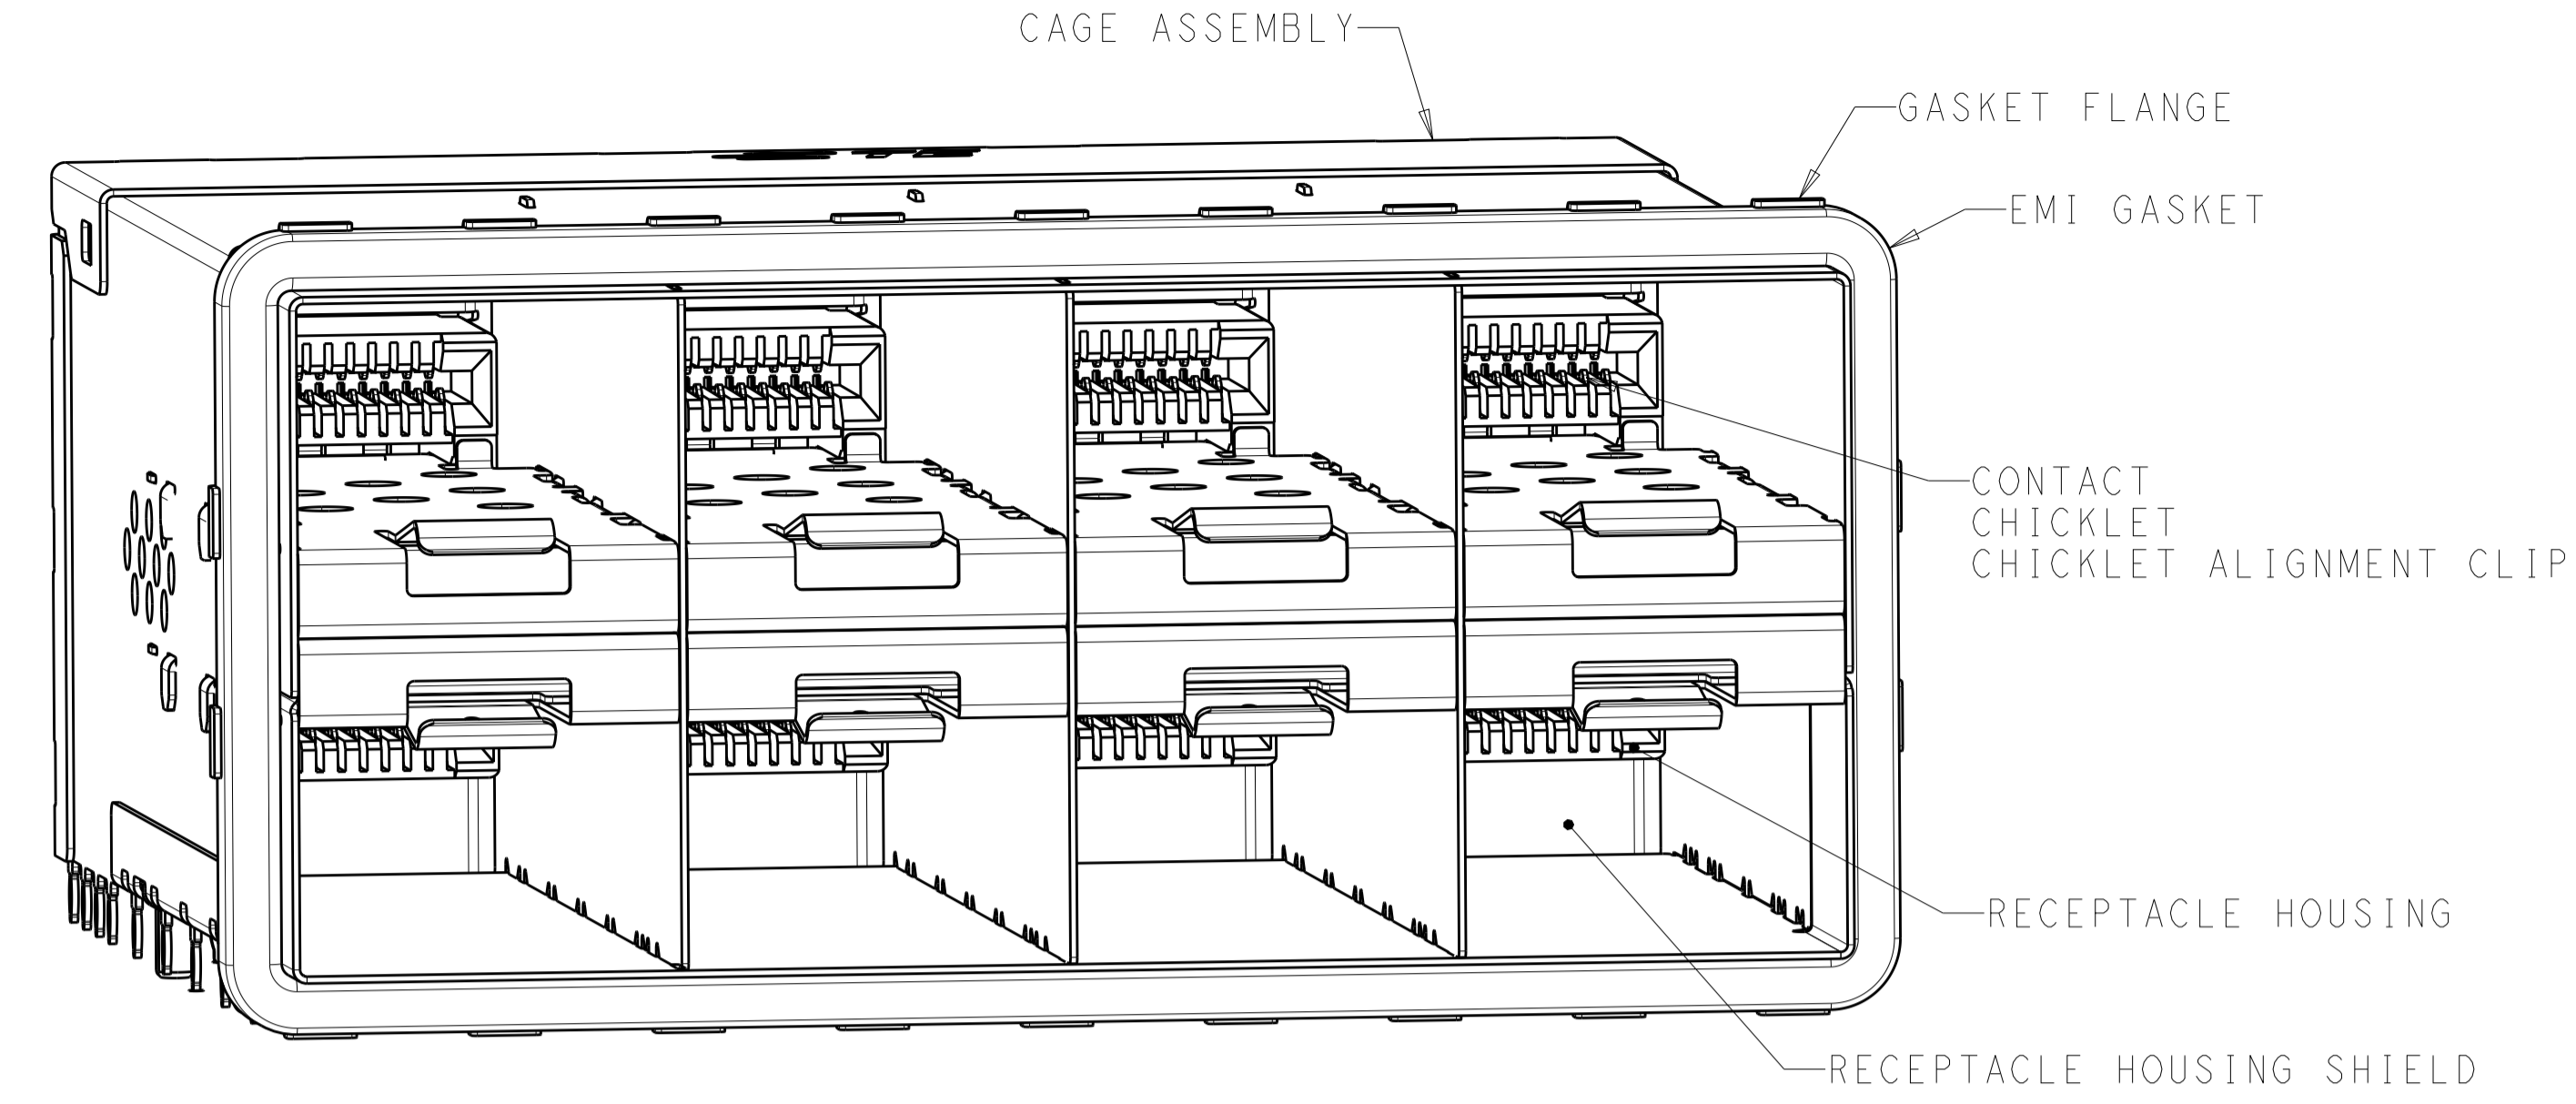 CAGE ASSEMBLY
GASKET FLANGE
EMI GASKET
CONTACT
CHICKLET
CHICKLET ALIGNMENT CLIP
RECEPTACLE HOUSING
RECEPTACLE HOUSING SHIELD